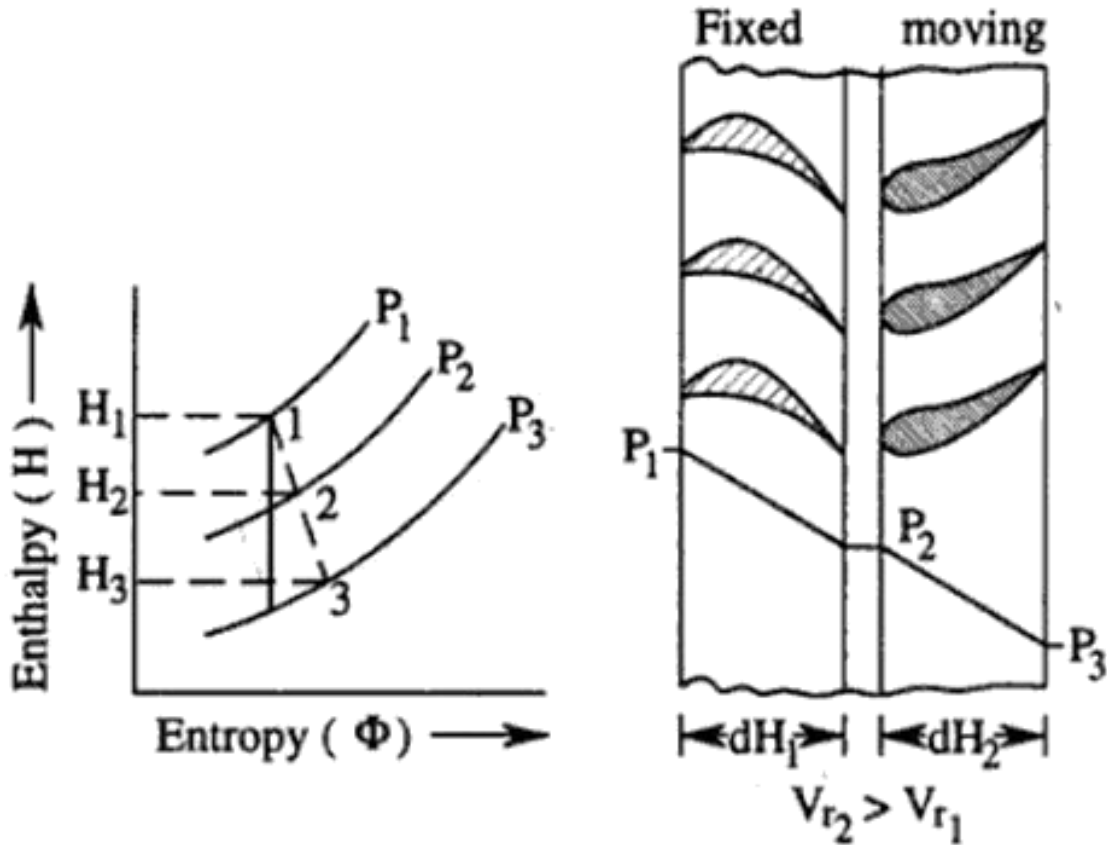 Fixed moving
P₁
P₂
P₃
H₁
H₂
H₃
1
2
3
Enthalpy ( H )
Entropy ( Φ )
P₁
P₂
P₃
dH₁ dH₂
Vr₂ > Vr₁